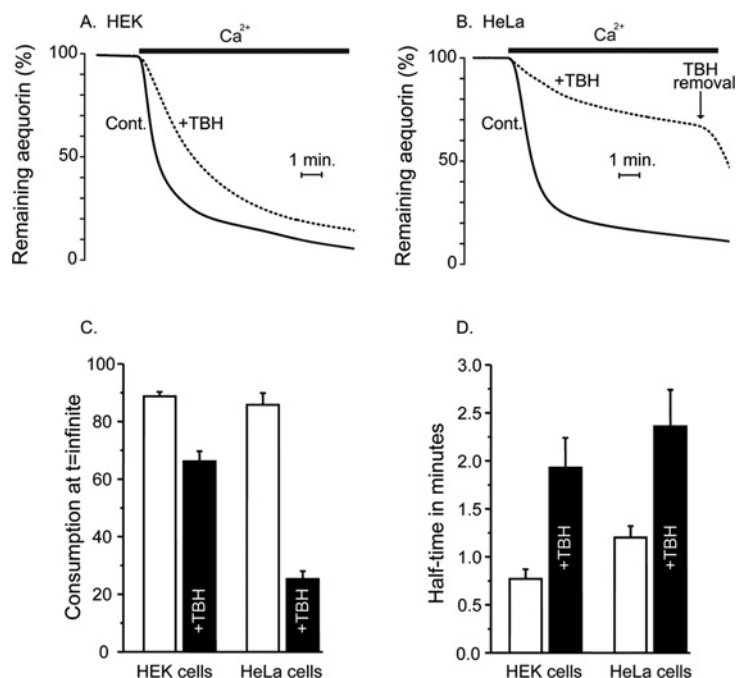 A. HEK
Ca2+
Remaining aequorin (%)
100
50
0
Cont.
+TBH
1 min.
B. HeLa
Ca2+
Remaining aequorin (%)
100
50
0
Cont.
+TBH
TBH
removal
1 min.
C.
Consumption at t=infinite
100
80
60
40
20
0
+TBH
+TBH
HEK cells
HeLa cells
D.
Half-time in minutes
3.0
2.5
2.0
1.5
1.0
0.5
0.0
+TBH
+TBH
HEK cells
HeLa cells